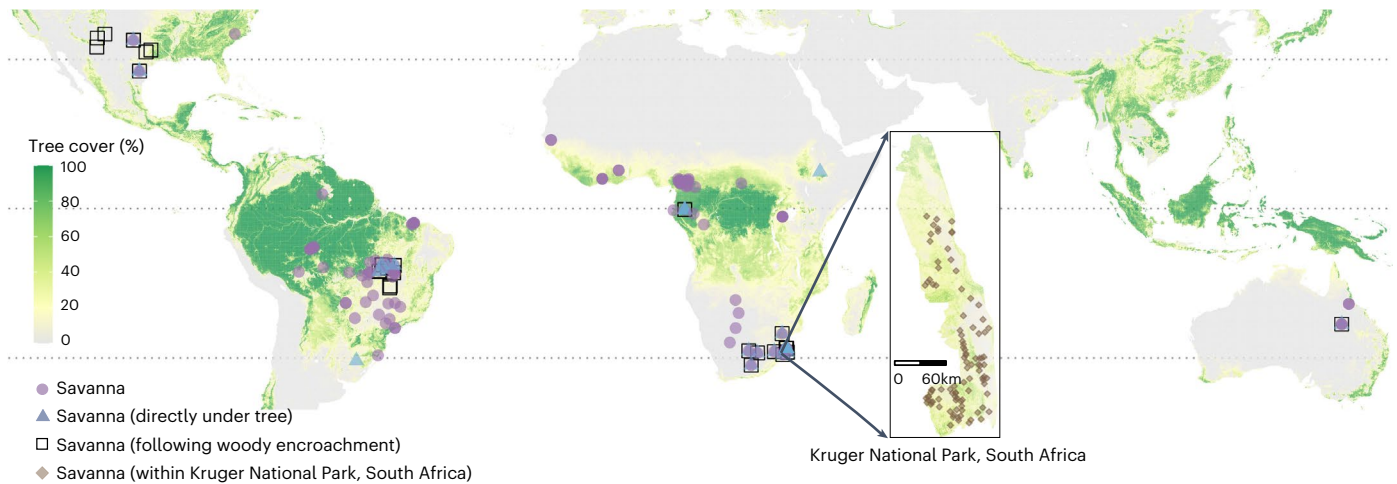 Tree cover (%)
100
80
60
40
20
0
Savanna
Savanna (directly under tree)
Savanna (following woody encroachment)
Savanna (within Kruger National Park, South Africa)
0 60km
Kruger National Park, South Africa